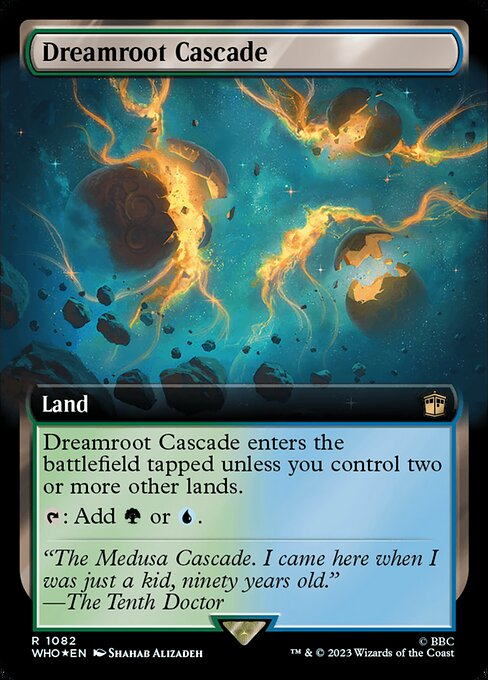 Dreamroot Cascade
Land
Dreamroot Cascade enters the
battlefield tapped unless you control two
or more other lands.
: Add or .
“The Medusa Cascade. I came here when I
was just a kid, ninety years old.”
—The Tenth Doctor
R 1082
WHO★EN Shahab Alizadeh
© BBC
™ & © 2023 Wizards of the Coast